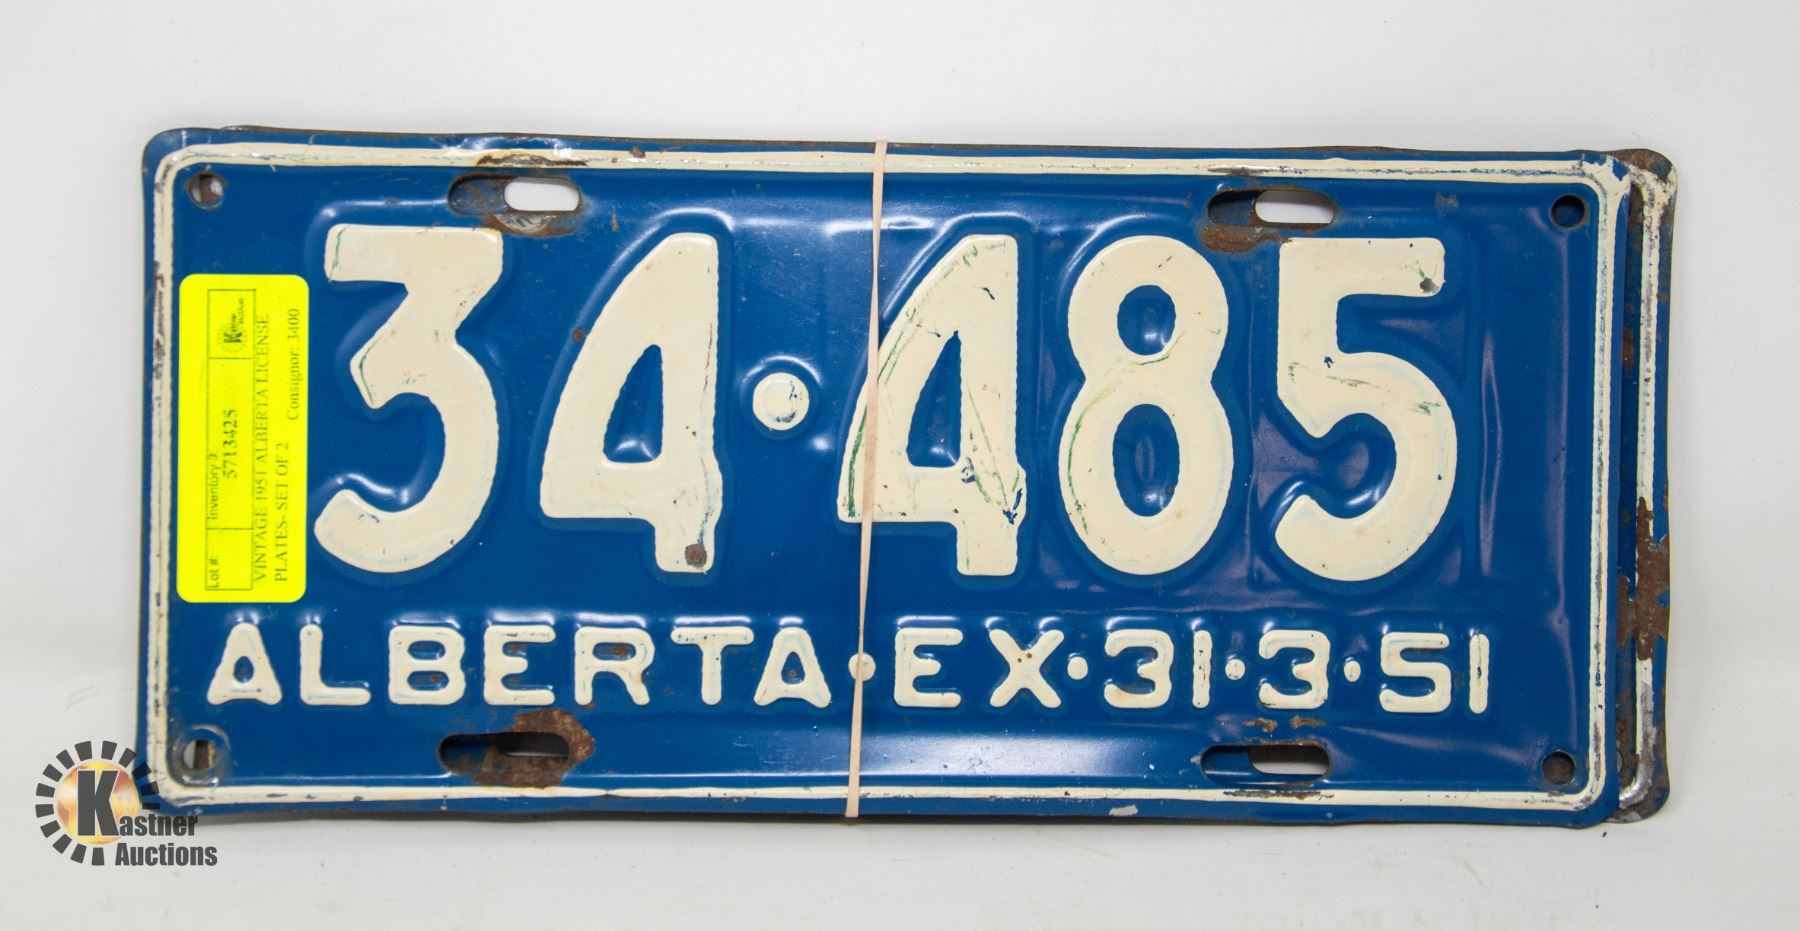 34·485
ALBERTA·EX·31·3·51
Lot #:
Inventory #:
5713425
VINTAGE 1951 ALBERTA LICENSE
PLATES- SET OF 2
Consignor: 3400
Kastner
Auctions